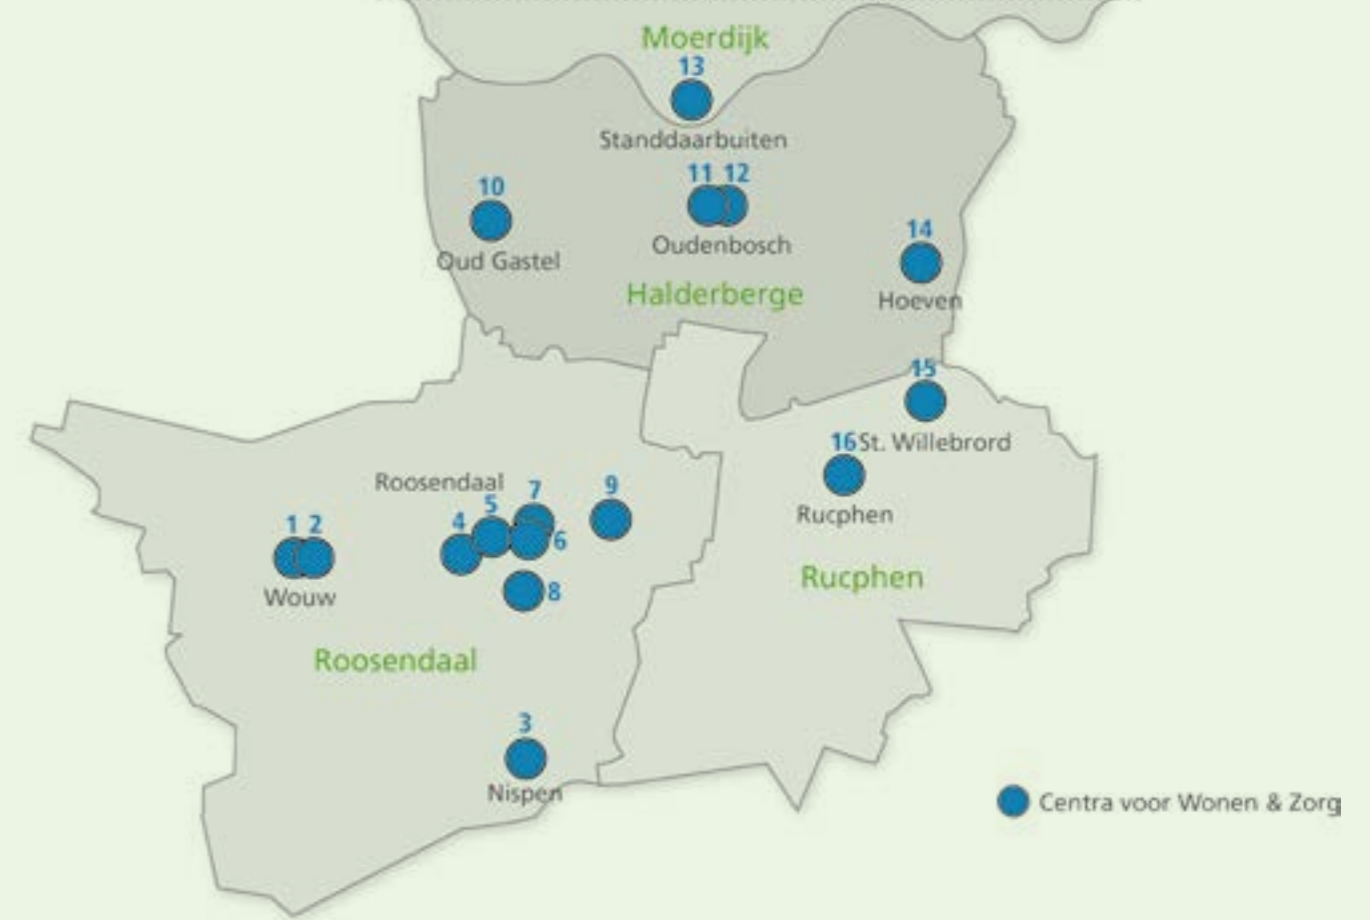 Moerdijk
13
Standdaarbuiten
11 12
10
Oudenbosch
14
Oud Gastel
Halderberge
Hoeven
15
16 St. Willebrord
Roosendaal
7
9
5
4
6
Rucphen
1 2
8
Rucphen
Wouw
Roosendaal
3
Nispen
Centra voor Wonen & Zorg